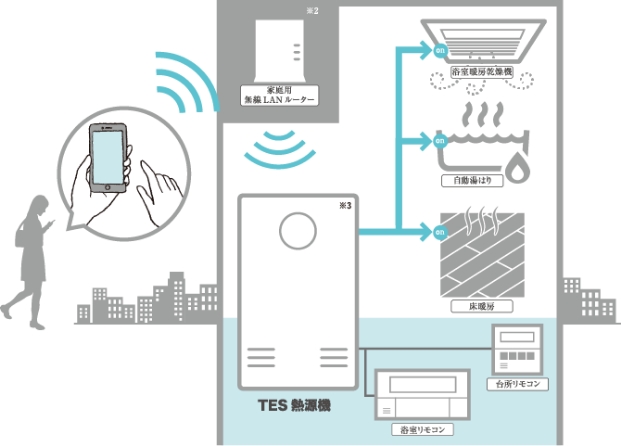 ※2
家庭用
無線LANルーター
on
浴室暖房乾燥機
on
自動湯はり
※3
on
床暖房
台所リモコン
TES 熱源機
浴室リモコン